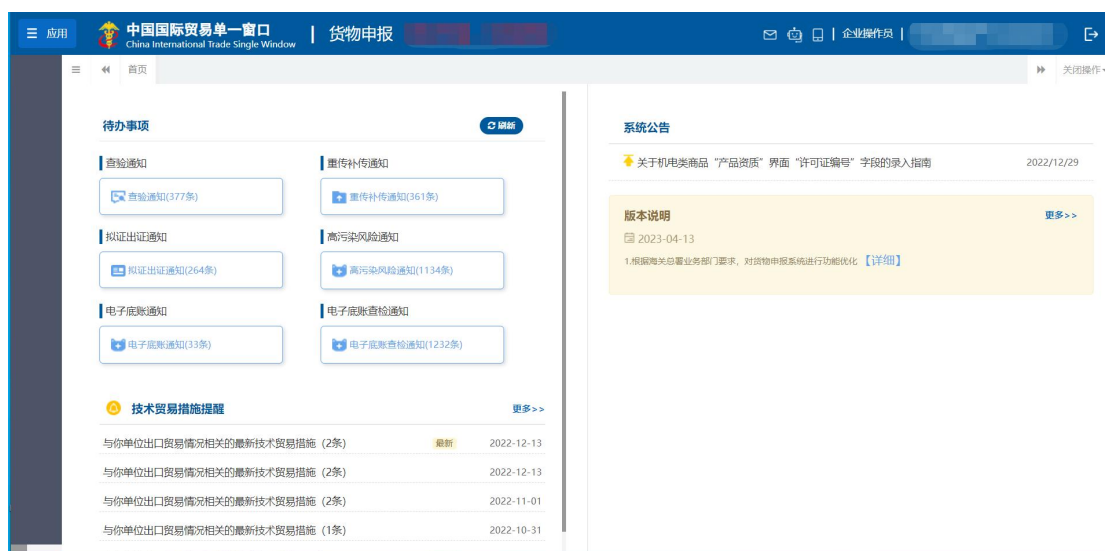 应用
中国国际贸易单一窗口
China International Trade Single Window
货物申报
企业操作员
首页
关闭操作
待办事项
刷新
查验通知
重传补传通知
查验通知(377条)
重传补传通知(361条)
拟证出证通知
高污染风险通知
拟证出证通知(264条)
高污染风险通知(1134条)
电子底账通知
电子底账查检通知
电子底账通知(33条)
电子底账查检通知(1232条)
技术贸易措施提醒
更多>>
与你单位出口贸易情况相关的最新技术贸易措施（2条） 最新 2022-12-13
与你单位出口贸易情况相关的最新技术贸易措施（2条） 2022-12-13
与你单位出口贸易情况相关的最新技术贸易措施（2条） 2022-11-01
与你单位出口贸易情况相关的最新技术贸易措施（1条） 2022-10-31
系统公告
关于机电类商品“产品资质”界面“许可证编号”字段的录入指南 2022/12/29
版本说明
更多>>
2023-04-13
1.根据海关总署业务部门要求，对货物申报系统进行功能优化【详细】